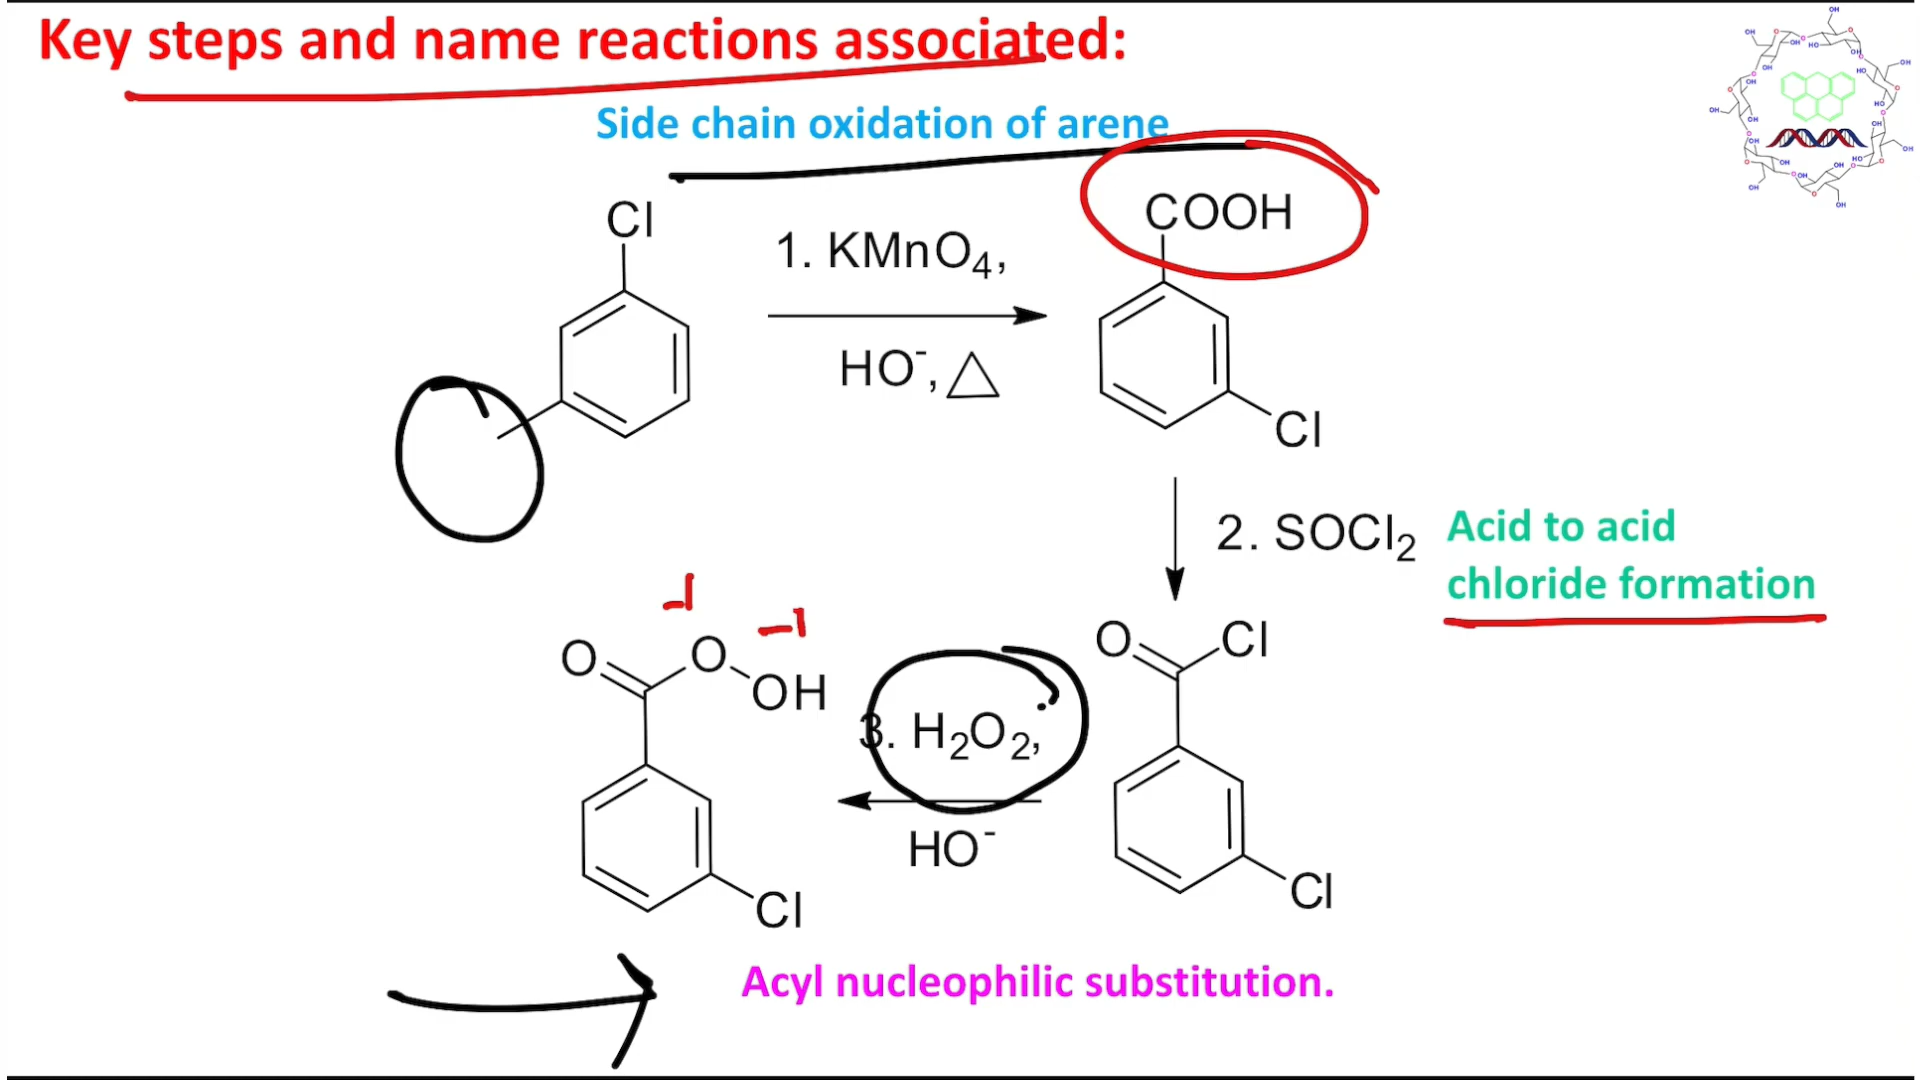 Key steps and name reactions associated:
Side chain oxidation of arene
Cl
1. KMnO4,
HO-, △
COOH
Cl
2. SOCl2
Acid to acid
chloride formation
-1
-1
O
O
OH
Cl
3. H2O2,
HO-
O
Cl
Cl
Acyl nucleophilic substitution.